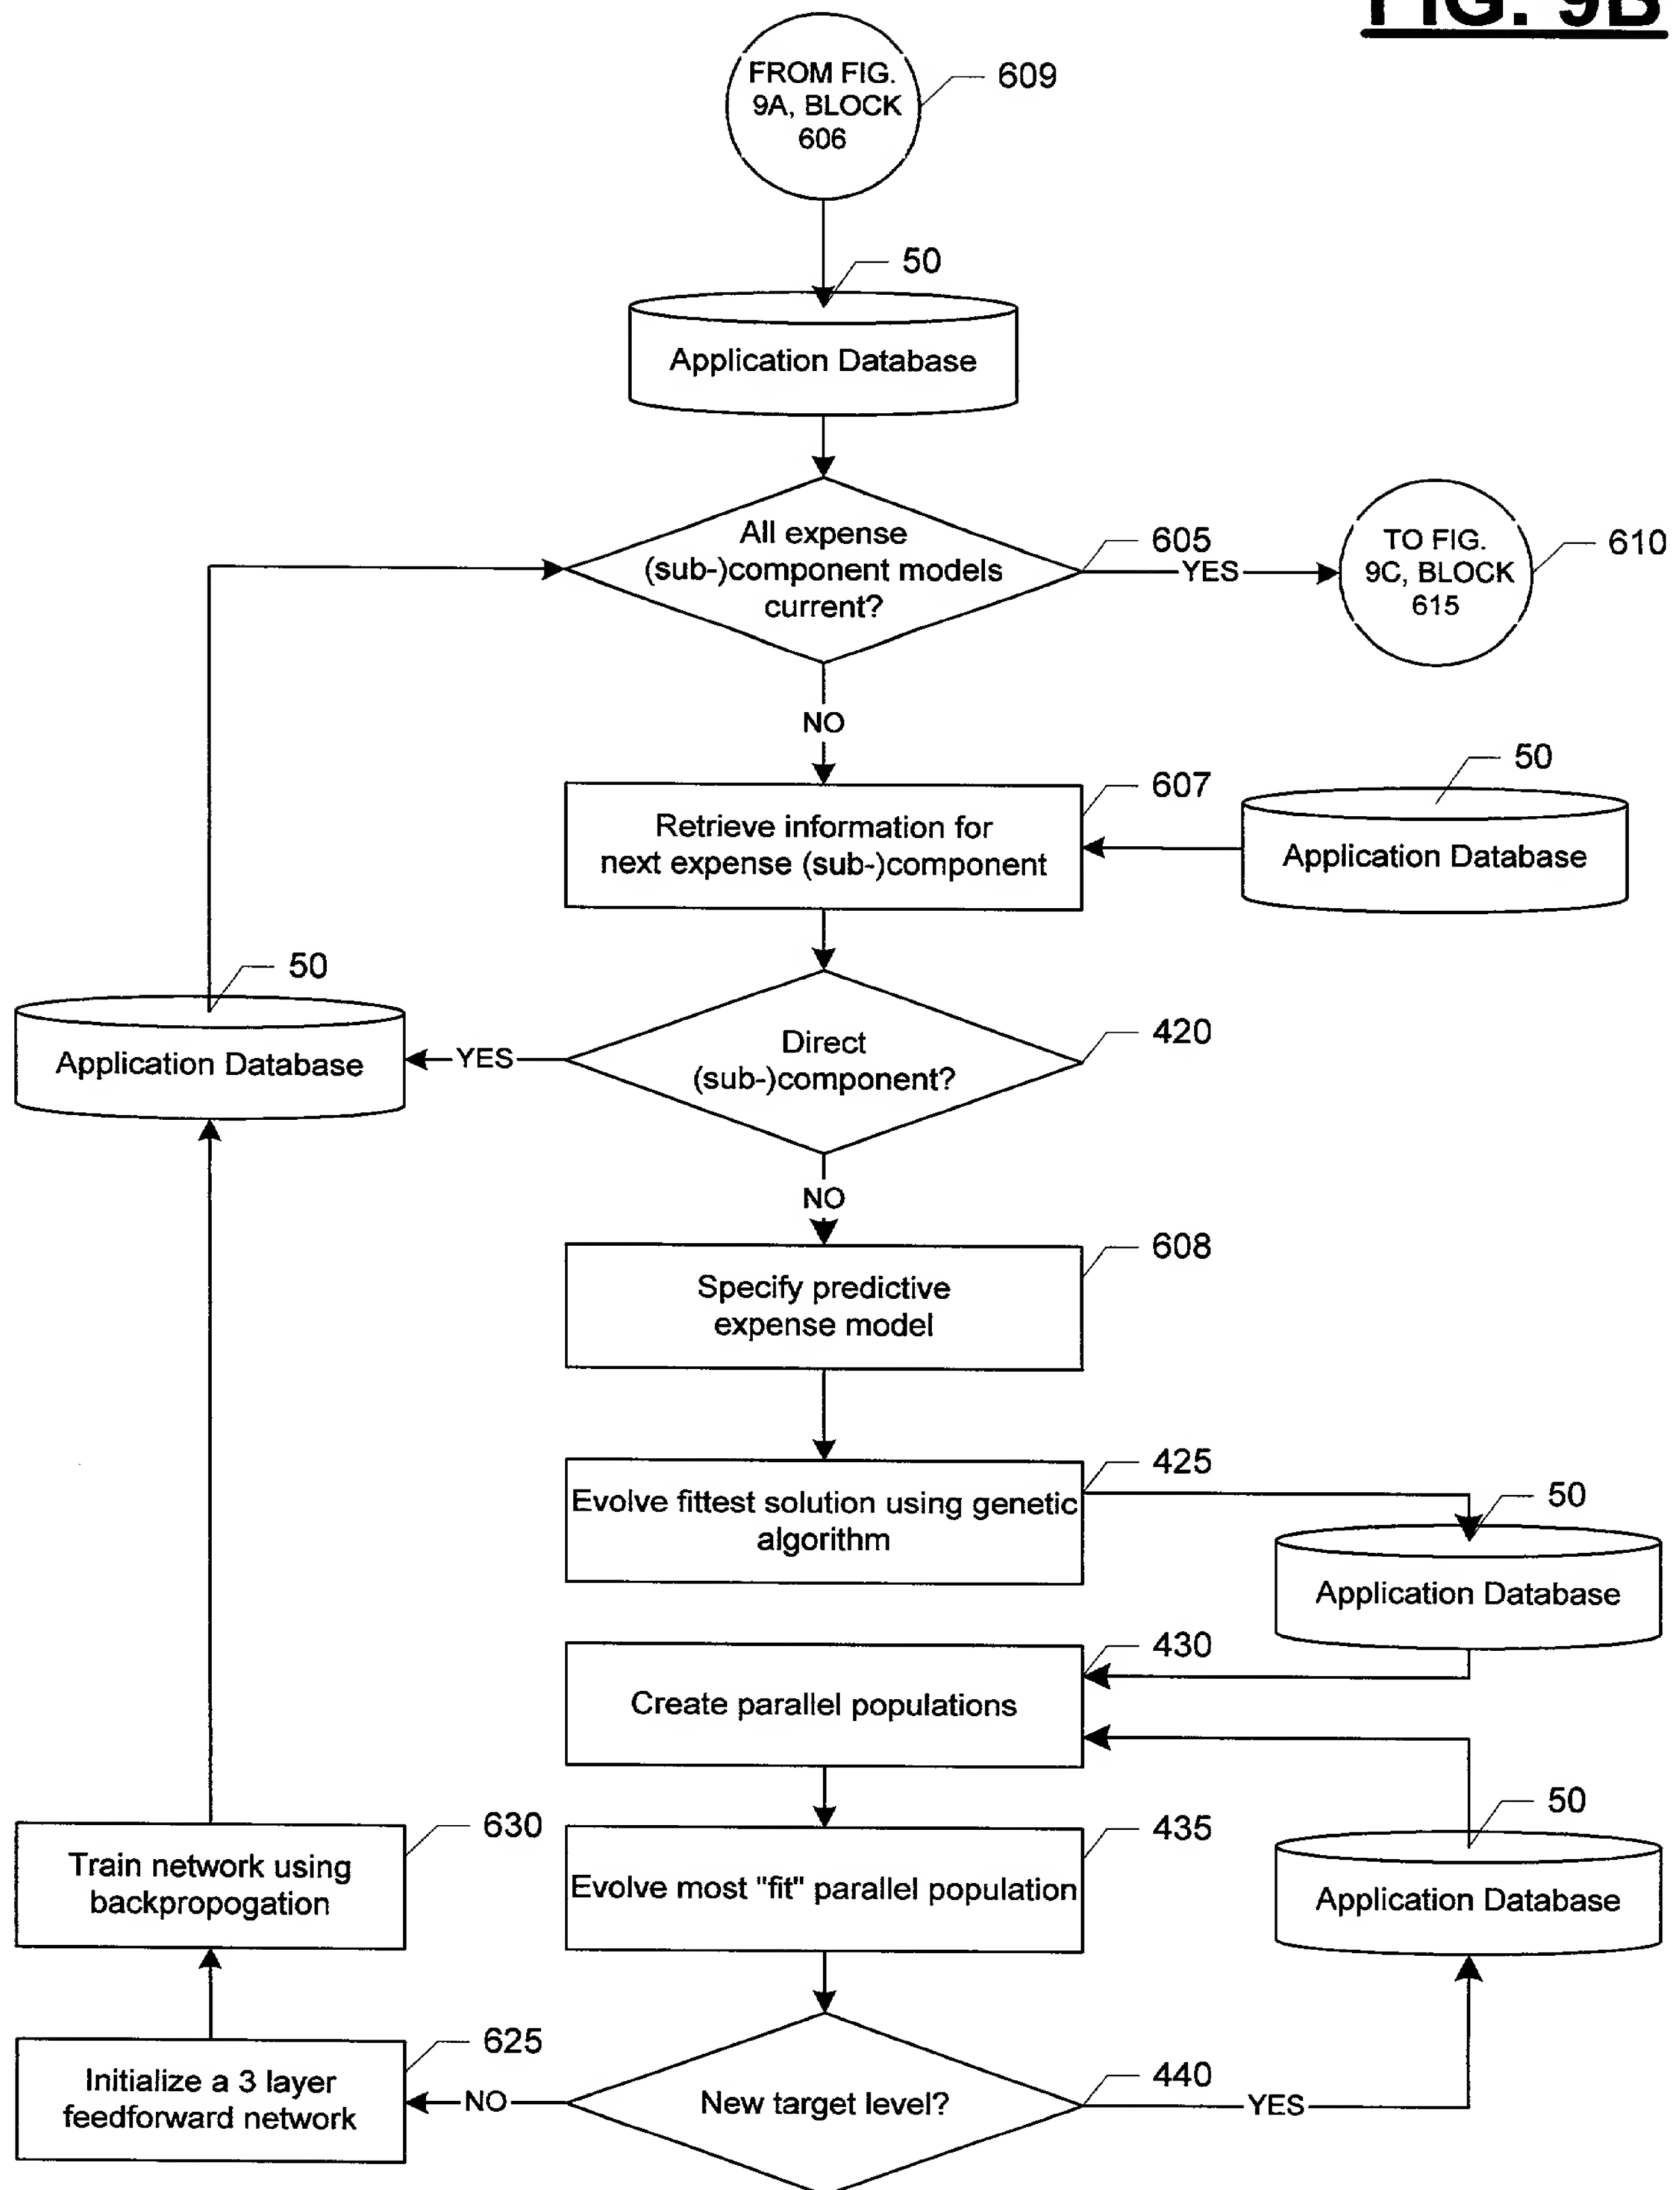 FIG. 9B
FROM FIG.
9A, BLOCK
606
609
50
Application Database
All expense
(sub-)component models
current?
605
YES
TO FIG.
9C, BLOCK
615
610
NO
607
Retrieve information for
next expense (sub-)component
50
Application Database
50
Application Database
YES
Direct
(sub-)component?
420
NO
608
Specify predictive
expense model
425
Evolve fittest solution using genetic
algorithm
50
Application Database
430
Create parallel populations
50
Application Database
630
Train network using
backpropogation
435
Evolve most "fit" parallel population
625
Initialize a 3 layer
feedforward network
NO
New target level?
440
YES